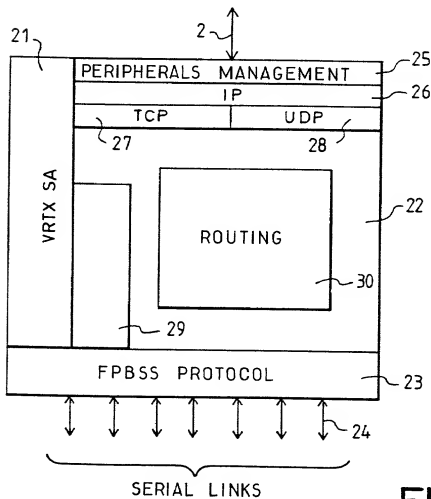 21
2
PERIPHERALS MANAGEMENT
25
IP
26
TCP
UDP
27
28
VRTX SA
22
ROUTING
30
29
FPBSS PROTOCOL
23
24
SERIAL LINKS